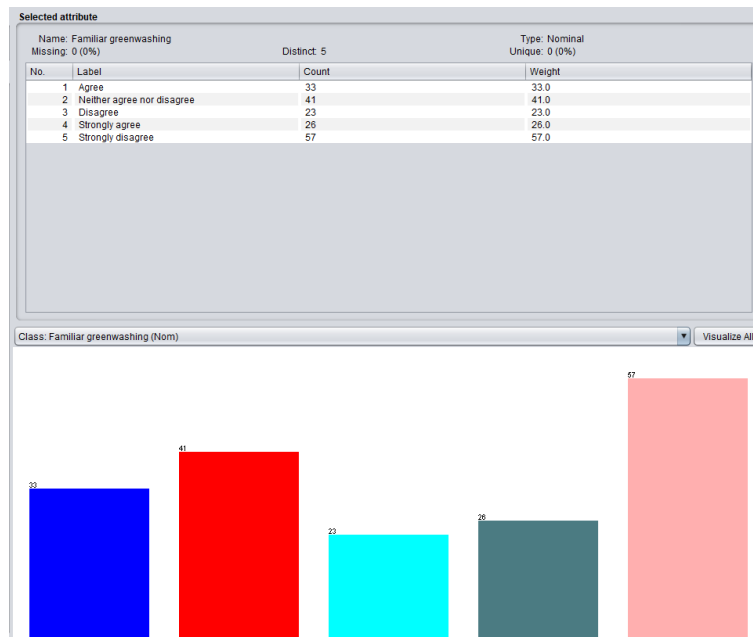 Selected attribute
Name: Familiar greenwashing Type: Nominal
Missing: 0 (0%) Distinct: 5 Unique: 0 (0%)
No. Label Count Weight
1 Agree 33 33.0
2 Neither agree nor disagree 41 41.0
3 Disagree 23 23.0
4 Strongly agree 26 26.0
5 Strongly disagree 57 57.0
Class: Familiar greenwashing (Nom) Visualize All
57
41
33
26
23